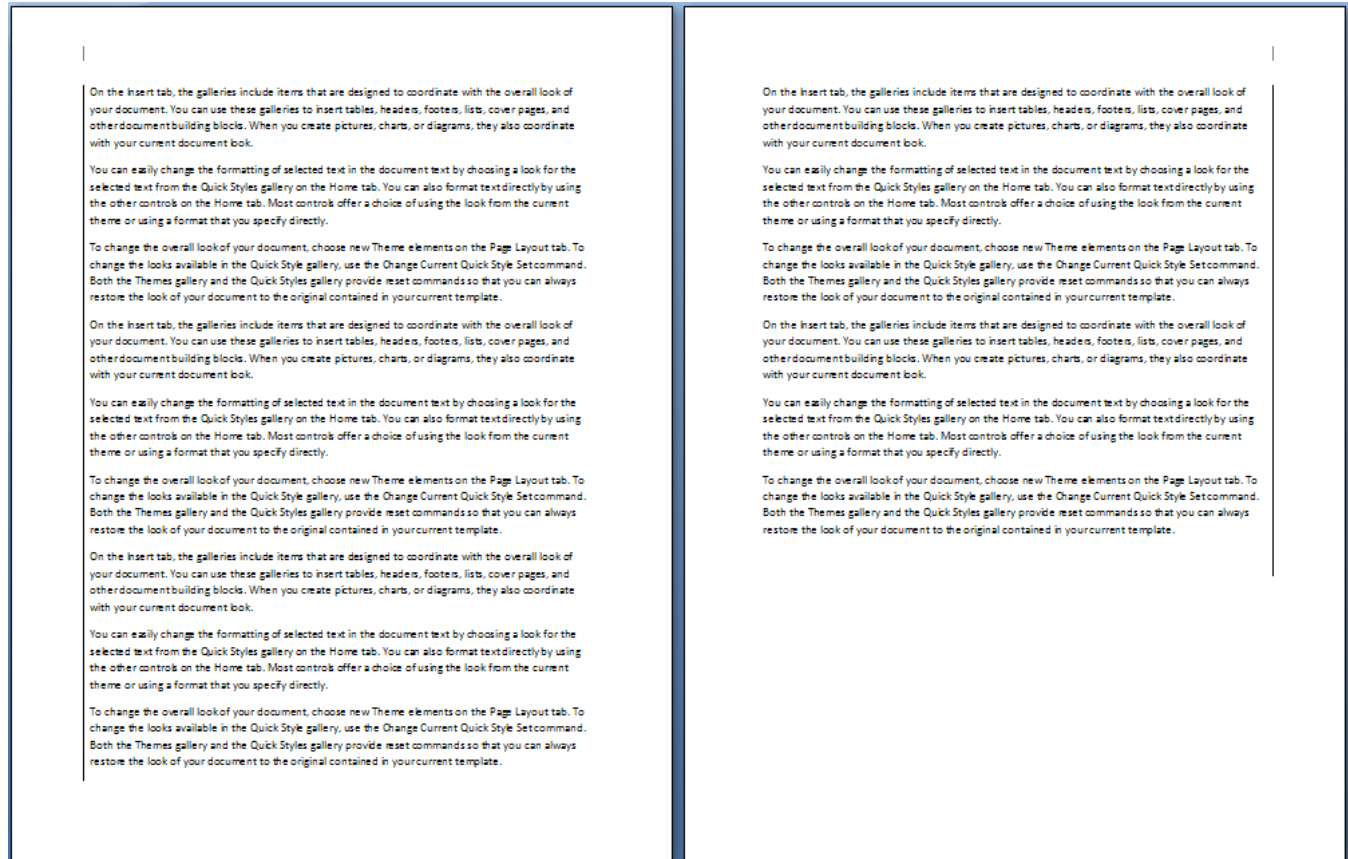 On the Insert tab, the galleries include items that are designed to coordinate with the overall look of
your document. You can use these galleries to insert tables, headers, footers, lists, cover pages, and
other document building blocks. When you create pictures, charts, or diagrams, they also coordinate
with your current document look.
You can easily change the formatting of selected text in the document text by choosing a look for the
selected text from the Quick Styles gallery on the Home tab. You can also format text directly by using
the other controls on the Home tab. Most controls offer a choice of using the look from the current
theme or using a format that you specify directly.
To change the overall look of your document, choose new Theme elements on the Page Layout tab. To
change the looks available in the Quick Style gallery, use the Change Current Quick Style Set command.
Both the Themes gallery and the Quick Styles gallery provide reset commands so that you can always
restore the look of your document to the original contained in your current template.
On the Insert tab, the galleries include items that are designed to coordinate with the overall look of
your document. You can use these galleries to insert tables, headers, footers, lists, cover pages, and
other document building blocks. When you create pictures, charts, or diagrams, they also coordinate
with your current document look.
You can easily change the formatting of selected text in the document text by choosing a look for the
selected text from the Quick Styles gallery on the Home tab. You can also format text directly by using
the other controls on the Home tab. Most controls offer a choice of using the look from the current
theme or using a format that you specify directly.
To change the overall look of your document, choose new Theme elements on the Page Layout tab. To
change the looks available in the Quick Style gallery, use the Change Current Quick Style Set command.
Both the Themes gallery and the Quick Styles gallery provide reset commands so that you can always
restore the look of your document to the original contained in your current template.
On the Insert tab, the galleries include items that are designed to coordinate with the overall look of
your document. You can use these galleries to insert tables, headers, footers, lists, cover pages, and
other document building blocks. When you create pictures, charts, or diagrams, they also coordinate
with your current document look.
You can easily change the formatting of selected text in the document text by choosing a look for the
selected text from the Quick Styles gallery on the Home tab. You can also format text directly by using
the other controls on the Home tab. Most controls offer a choice of using the look from the current
theme or using a format that you specify directly.
To change the overall look of your document, choose new Theme elements on the Page Layout tab. To
change the looks available in the Quick Style gallery, use the Change Current Quick Style Set command.
Both the Themes gallery and the Quick Styles gallery provide reset commands so that you can always
restore the look of your document to the original contained in your current template.
On the Insert tab, the galleries include items that are designed to coordinate with the overall look of
your document. You can use these galleries to insert tables, headers, footers, lists, cover pages, and
other document building blocks. When you create pictures, charts, or diagrams, they also coordinate
with your current document look.
You can easily change the formatting of selected text in the document text by choosing a look for the
selected text from the Quick Styles gallery on the Home tab. You can also format text directly by using
the other controls on the Home tab. Most controls offer a choice of using the look from the current
theme or using a format that you specify directly.
To change the overall look of your document, choose new Theme elements on the Page Layout tab. To
change the looks available in the Quick Style gallery, use the Change Current Quick Style Set command.
Both the Themes gallery and the Quick Styles gallery provide reset commands so that you can always
restore the look of your document to the original contained in your current template.
On the Insert tab, the galleries include items that are designed to coordinate with the overall look of
your document. You can use these galleries to insert tables, headers, footers, lists, cover pages, and
other document building blocks. When you create pictures, charts, or diagrams, they also coordinate
with your current document look.
You can easily change the formatting of selected text in the document text by choosing a look for the
selected text from the Quick Styles gallery on the Home tab. You can also format text directly by using
the other controls on the Home tab. Most controls offer a choice of using the look from the current
theme or using a format that you specify directly.
To change the overall look of your document, choose new Theme elements on the Page Layout tab. To
change the looks available in the Quick Style gallery, use the Change Current Quick Style Set command.
Both the Themes gallery and the Quick Styles gallery provide reset commands so that you can always
restore the look of your document to the original contained in your current template.